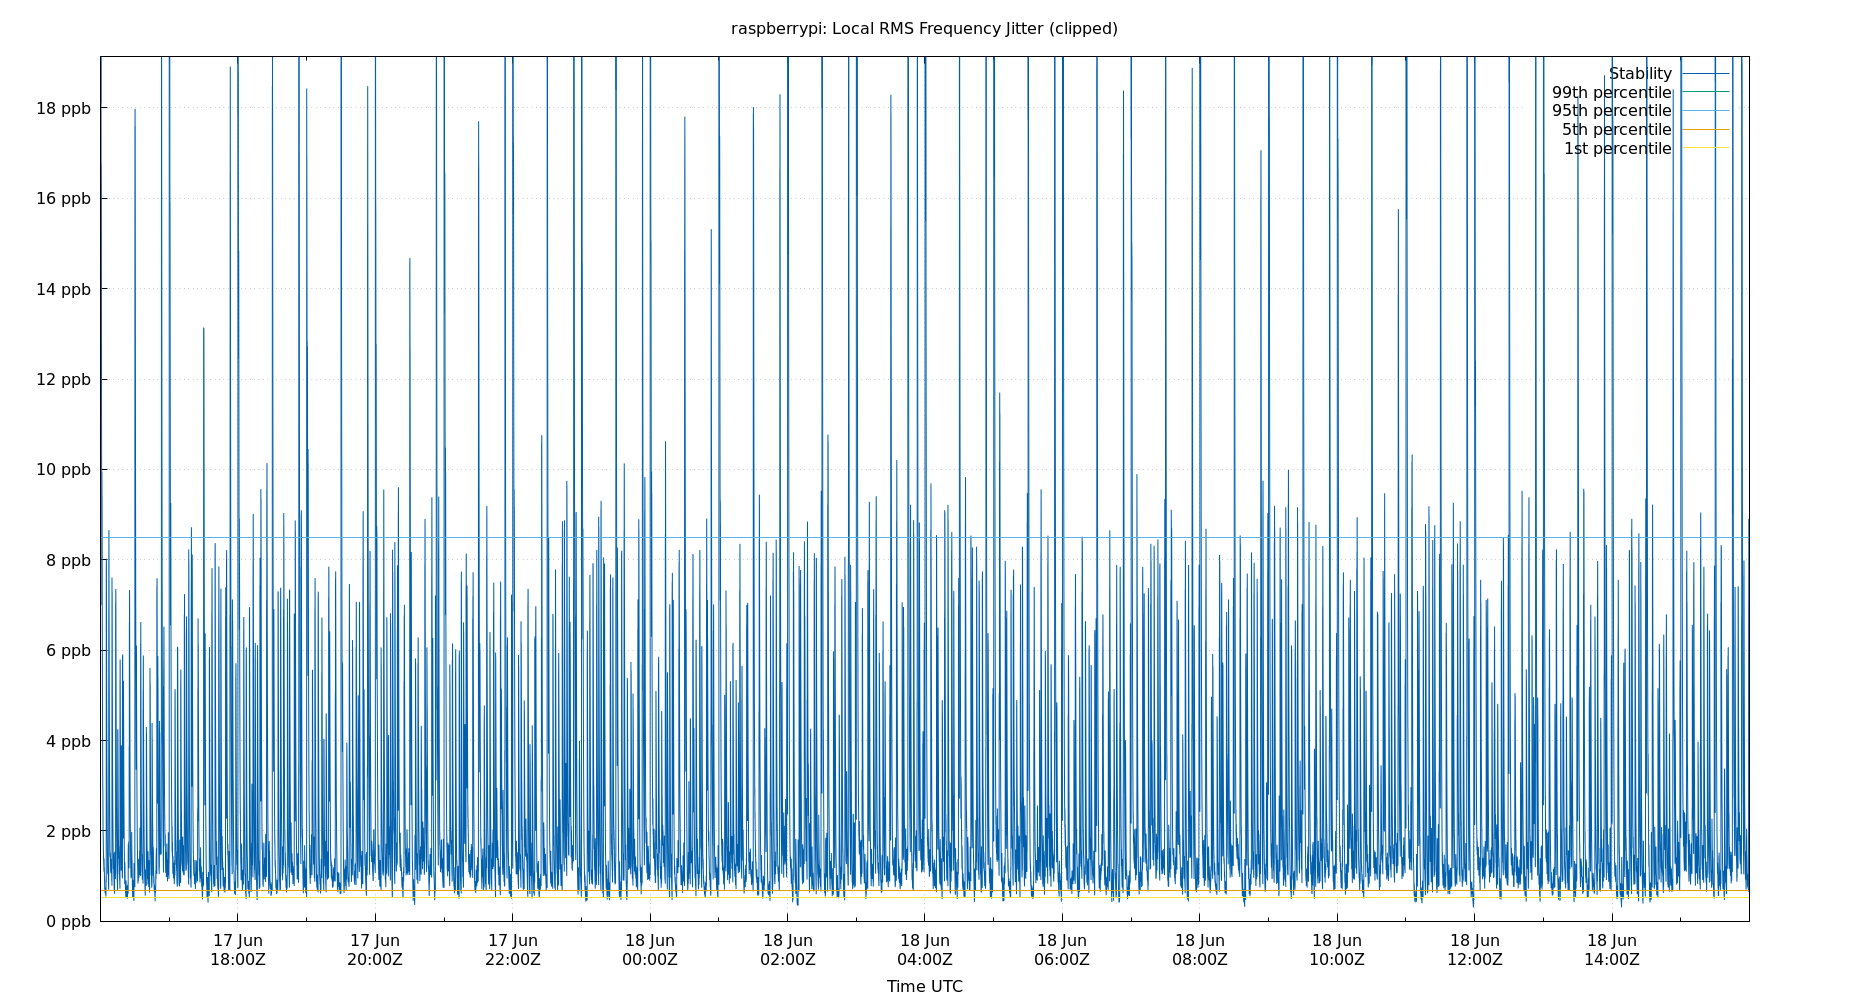 raspberrypi: Local RMS Frequency Jitter (clipped)
Stability
99th percentile
95th percentile
5th percentile
1st percentile
18 ppb
16 ppb
14 ppb
12 ppb
10 ppb
8 ppb
6 ppb
4 ppb
2 ppb
0 ppb
17 Jun 17 Jun 17 Jun 18 Jun 18 Jun 18 Jun 18 Jun 18 Jun 18 Jun 18 Jun 18 Jun
18:00Z 20:00Z 22:00Z 00:00Z 02:00Z 04:00Z 06:00Z 08:00Z 10:00Z 12:00Z 14:00Z
Time UTC